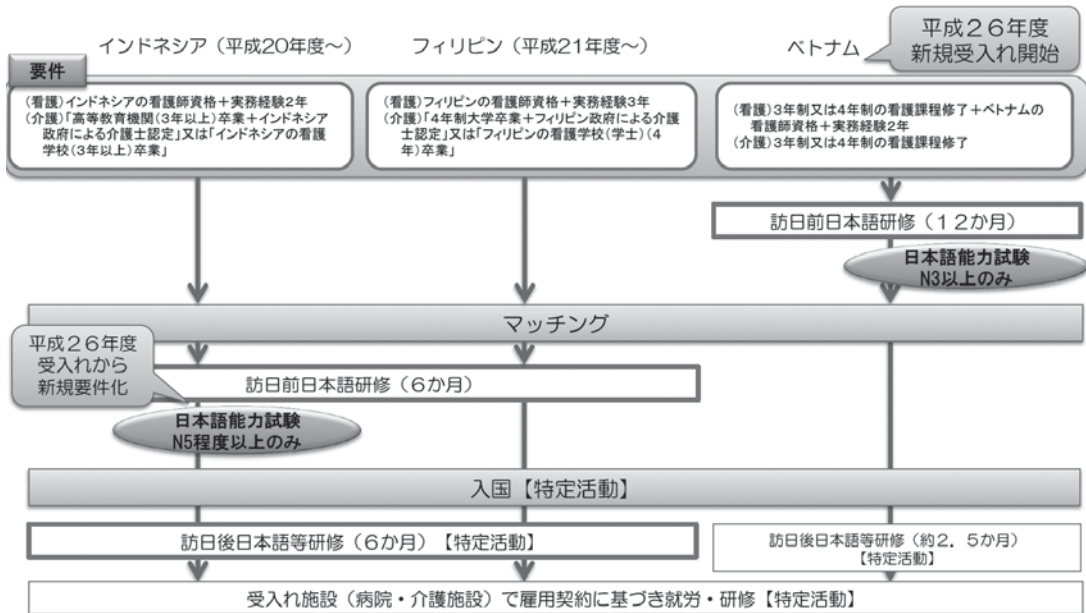 インドネシア（平成20年度～）
フィリピン（平成21年度～）
ベトナム
平成２６年度
新規受入れ開始
要件
（看護）インドネシアの看護師資格＋実務経験2年
（介護）「高等教育機関（3年以上）卒業＋インドネシア
政府による介護士認定」又は「インドネシアの看護
学校（3年以上）卒業」
（看護）フィリピンの看護師資格＋実務経験3年
（介護）「4年制大学卒業＋フィリピン政府による介護
士認定」又は「フィリピンの看護学校（学士）（4
年）卒業」
（看護）3年制又は4年制の看護課程修了＋ベトナムの
看護師資格＋実務経験2年
（介護）3年制又は4年制の看護課程修了
訪日前日本語研修（１２か月）
日本語能力試験
N3以上のみ
マッチング
平成２６年度
受入れから
新規要件化
訪日前日本語研修（６か月）
日本語能力試験
N5程度以上のみ
入国【特定活動】
訪日後日本語等研修（６か月）【特定活動】
訪日後日本語等研修（約２．５か月）
【特定活動】
受入れ施設（病院・介護施設）で雇用契約に基づき就労・研修【特定活動】